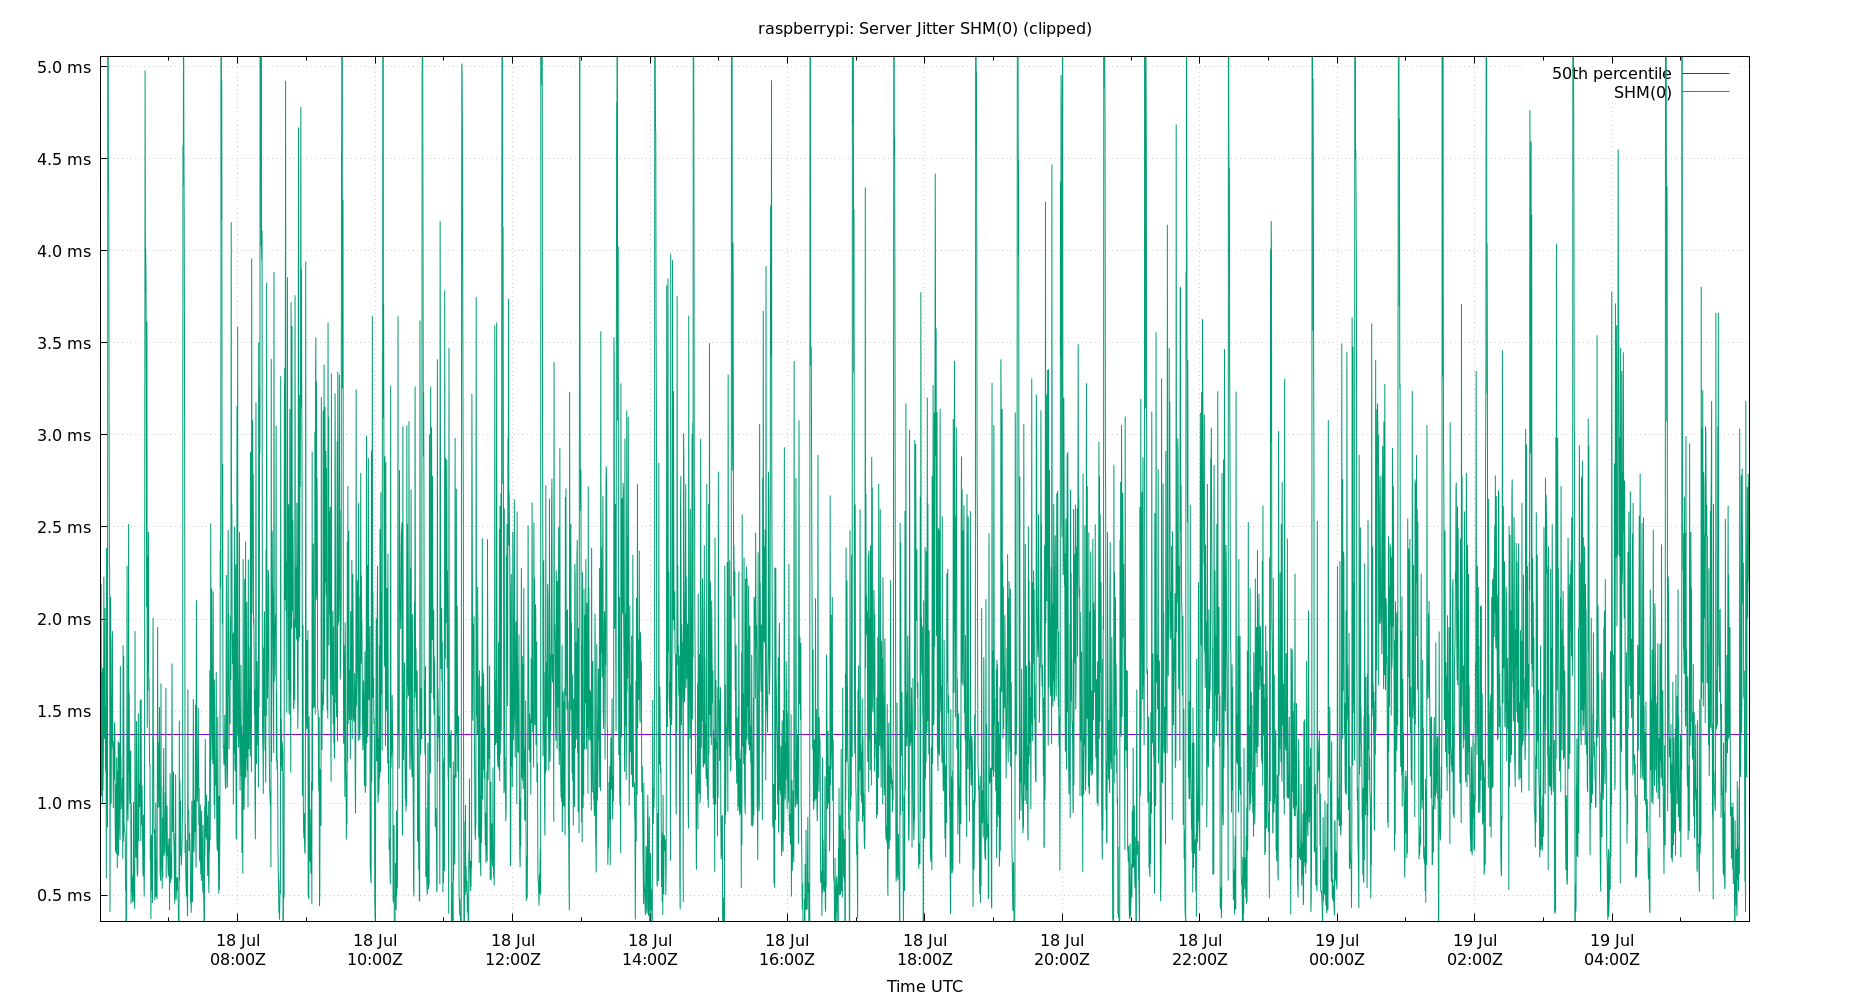 raspberrypi: Server Jitter SHM(0) (clipped)
5.0 ms
4.5 ms
4.0 ms
3.5 ms
3.0 ms
2.5 ms
2.0 ms
1.5 ms
1.0 ms
0.5 ms
50th percentile
SHM(0)
18 Jul
08:00Z
18 Jul
10:00Z
18 Jul
12:00Z
18 Jul
14:00Z
18 Jul
16:00Z
18 Jul
18:00Z
18 Jul
20:00Z
18 Jul
22:00Z
19 Jul
00:00Z
19 Jul
02:00Z
19 Jul
04:00Z
Time UTC